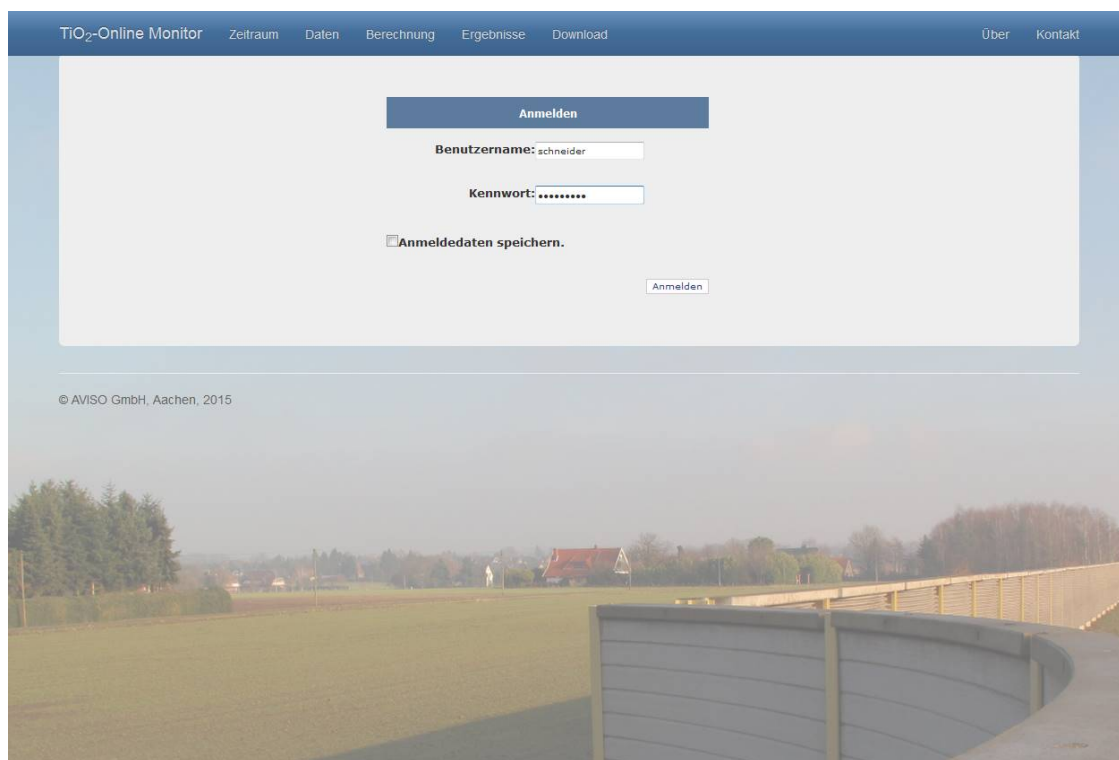 TiO₂-Online Monitor Zeitraum Daten Berechnung Ergebnisse Download Über Kontakt
Anmelden
Benutzername: schneider
Kennwort: •••••••••
Anmeldedaten speichern.
Anmelden
© AVISO GmbH, Aachen, 2015